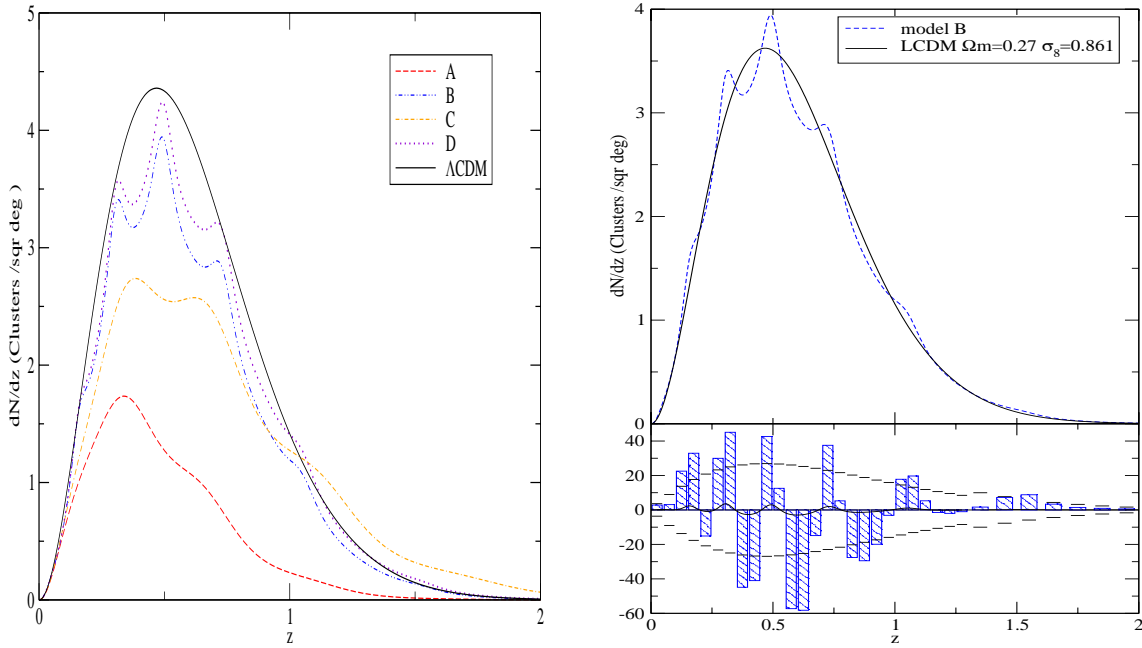 5
4
3
2
1
0
dN/dz (Clusters /sqr deg )
0
1
2
z
A
B
C
D
ΛCDM
4
3
2
1
0
dN/dz (Clusters /sqr deg)
model B
LCDM Ωm=0.27 σ₈=0.861
40
20
0
-20
-40
-60
0
0.5
1
1.5
2
z